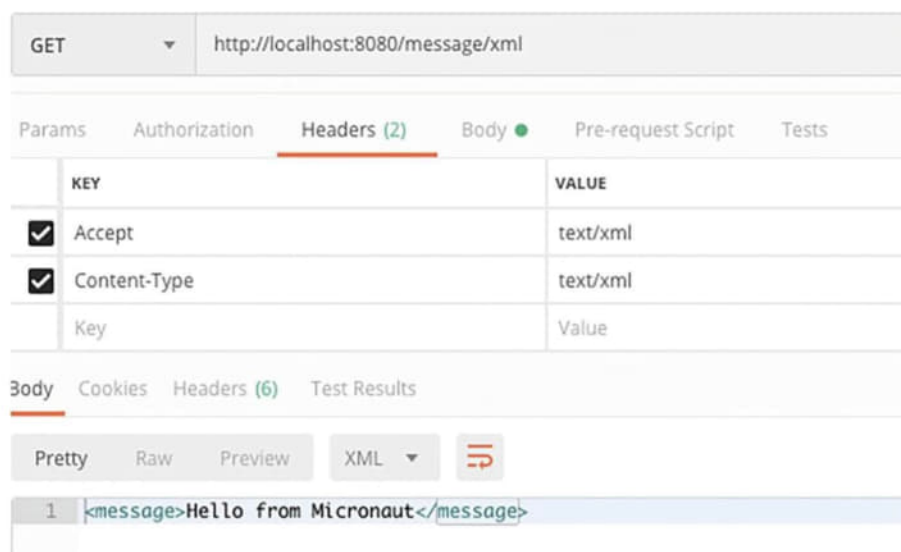 GET http://localhost:8080/message/xml
Params Authorization Headers (2) Body Pre-request Script Tests
KEY VALUE
Accept text/xml
Content-Type text/xml
Key Value
Body Cookies Headers (6) Test Results
Pretty Raw Preview XML
1 <message>Hello from Micronaut</message>